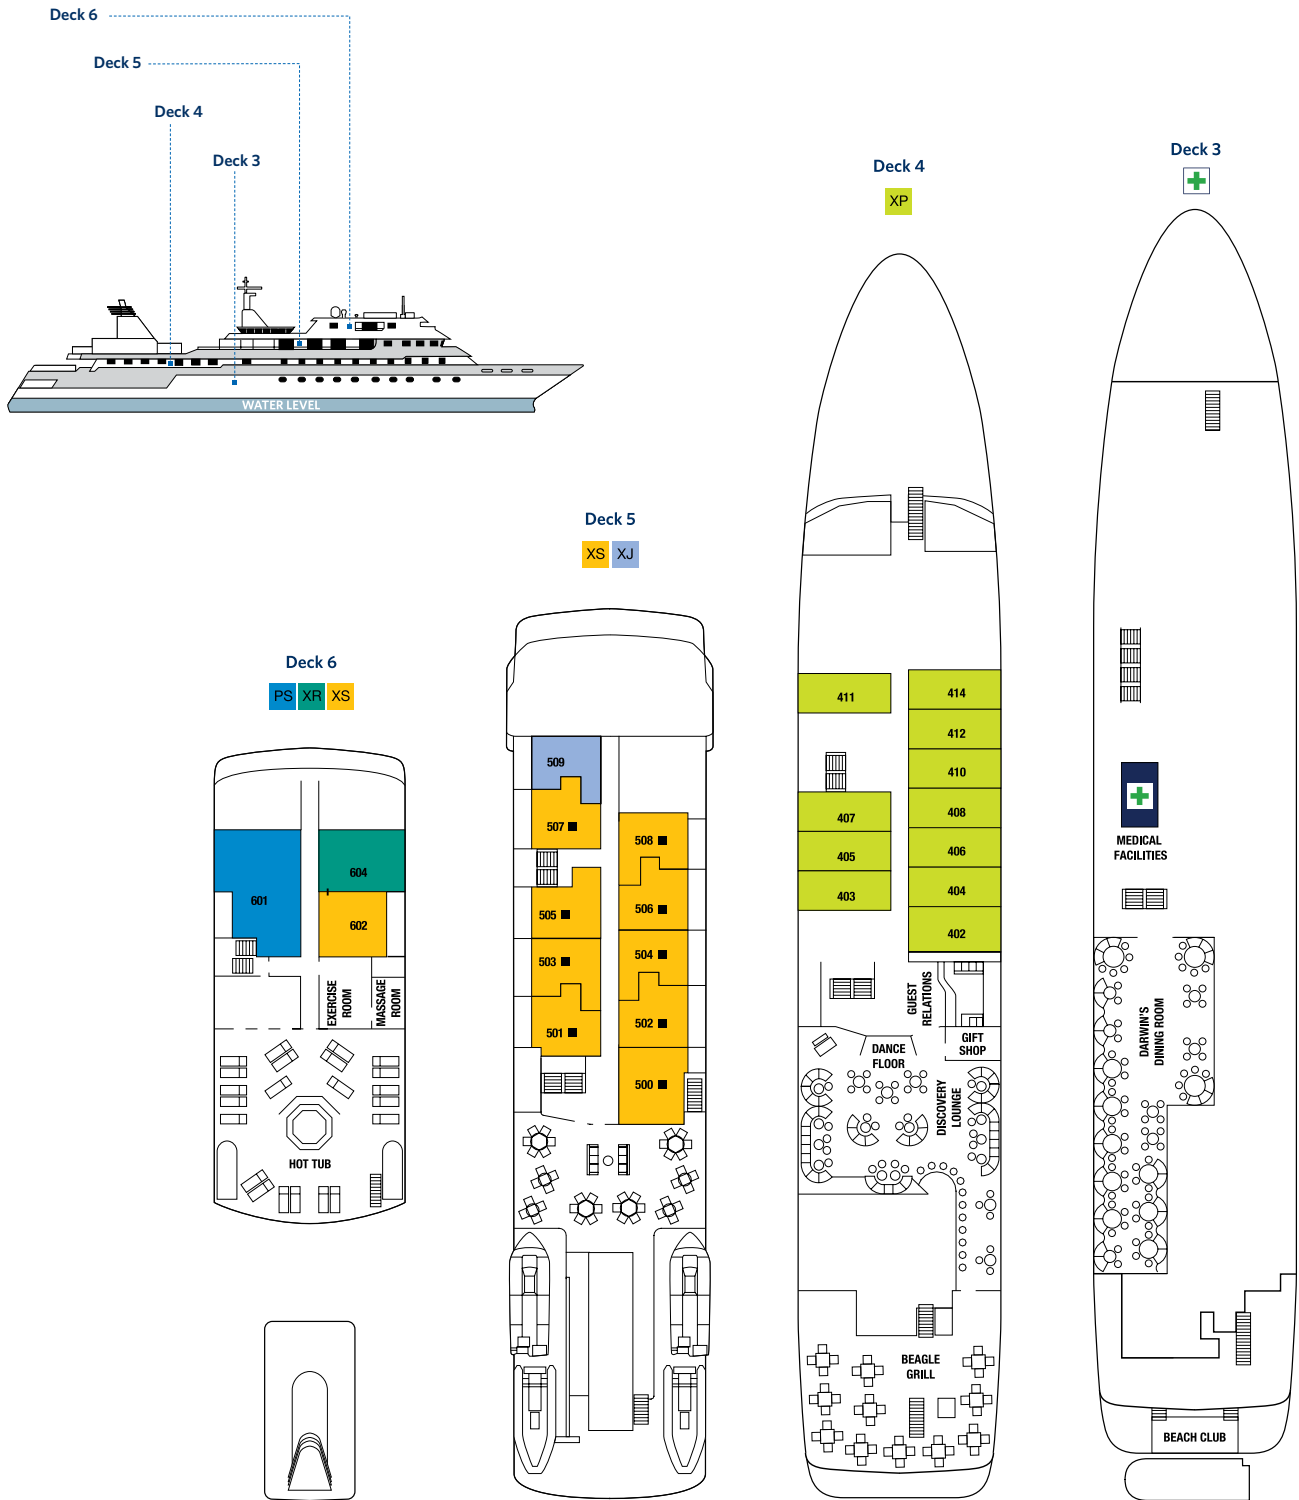 Deck 6
Deck 5
Deck 4
Deck 3
WATER LEVEL
Deck 6
PS XR XS
601
604
602
EXERCISE
ROOM
MASSAGE
ROOM
HOT TUB
Deck 5
XS XJ
509
507
508
505
506
503
504
501
502
500
Deck 4
XP
411
414
412
410
407
408
405
406
403
404
402
GUEST
RELATIONS
GIFT
SHOP
DANCE
FLOOR
DISCOVERY
LOUNGE
BEAGLE
GRILL
Deck 3
MEDICAL
FACILITIES
DARWIN'S
DINING ROOM
BEACH CLUB